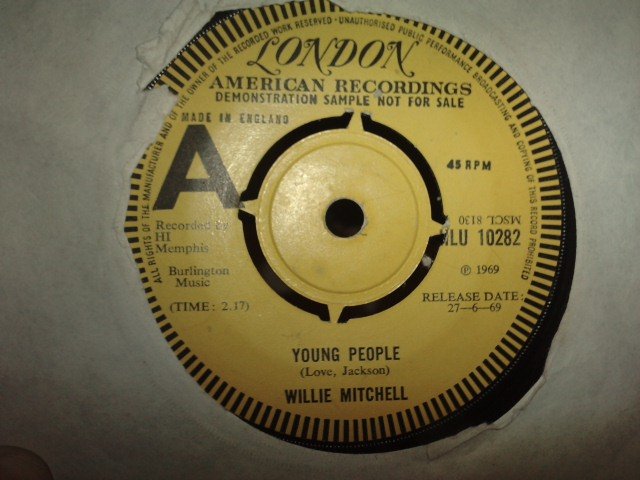 ALL RIGHTS OF THE MANUFACTURER AND OF THE OWNER OF THE RECORDED WORK RESERVED - UNAUTHORISED PUBLIC PERFORMANCE BROADCASTING AND COPYING OF THIS RECORD PROHIBITED
LONDON
AMERICAN RECORDINGS
DEMONSTRATION SAMPLE NOT FOR SALE
MADE IN ENGLAND
A
45 RPM
Recorded by
HI
Memphis
MSCL 8130
HLU 10282
Burlington
Music
℗ 1969
(TIME: 2.17)
RELEASE DATE:
27—6—69
YOUNG PEOPLE
(Love, Jackson)
WILLIE MITCHELL